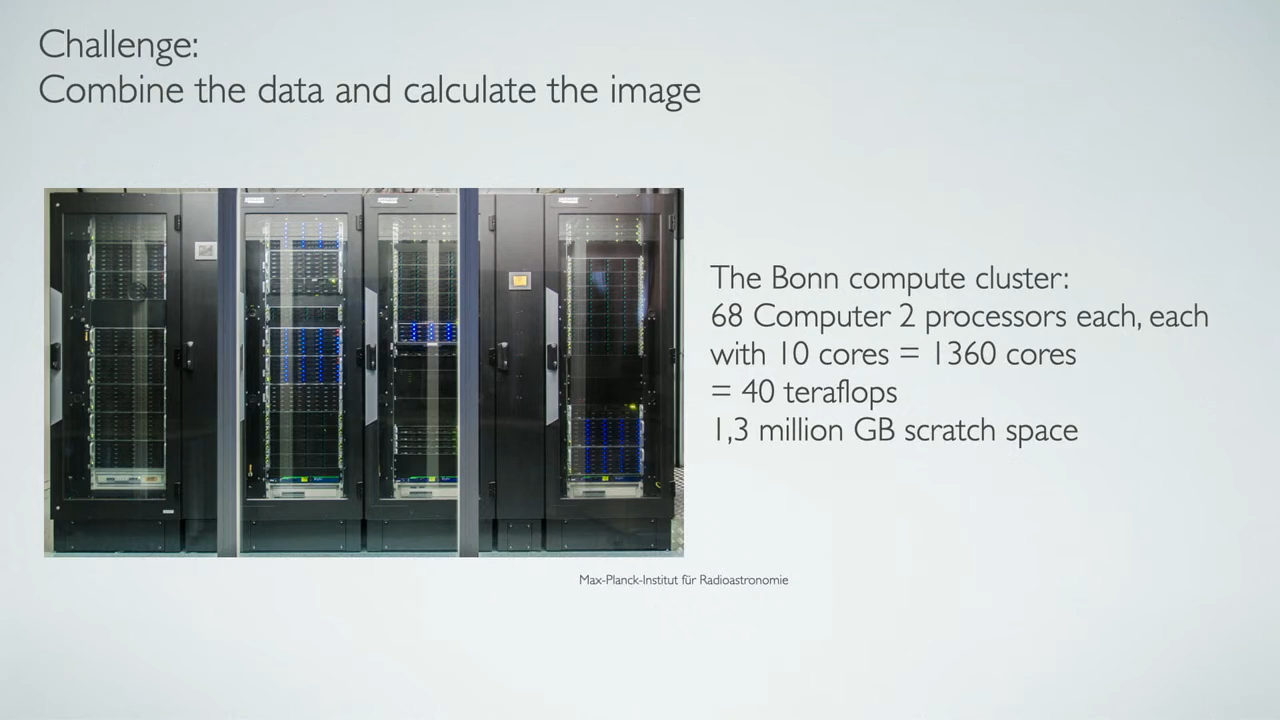 Challenge:
Combine the data and calculate the image
The Bonn compute cluster:
68 Computer 2 processors each, each
with 10 cores = 1360 cores
= 40 teraflops
1,3 million GB scratch space
Max-Planck-Institut für Radioastronomie